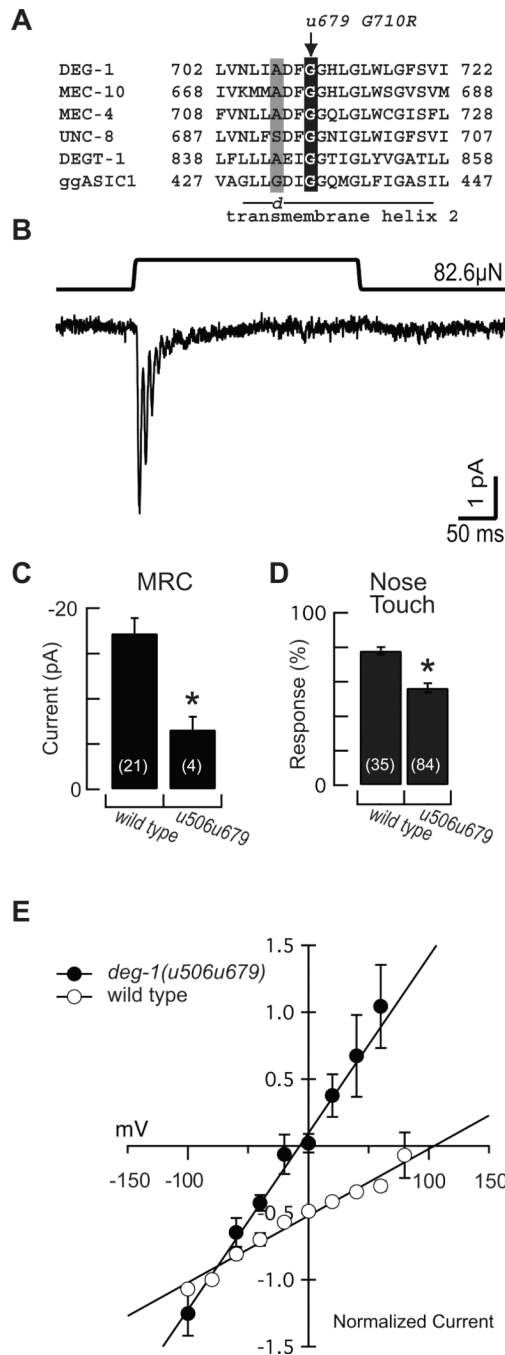 A
u679 G710R
DEG-1 702 LVNLIADFGGHLGLWLGFSVI 722
MEC-10 668 IVKMMADFGGHLGLWSGVSVM 688
MEC-4 708 FVNLLADFGGQLGLWCGISFL 728
UNC-8 687 LVNLFSDFGGNIGLWIGFSVI 707
DEGT-1 838 LFLLLAEIGGTIGLYVGATLL 858
ggASIC1 427 VAGLLGDIGGQMGLFIGASIL 447
d
transmembrane helix 2
B
82.6µN
1 pA
50 ms
C
MRC
-20
Current (pA)
*
(21) (4)
0
wild type u506u679
D
Nose
Touch
100
Response (%)
*
(35) (84)
0
wild type u506u679
E
deg-1(u506u679)
wild type
1.5
1.0
0.5
mV
-150 -100 100 150
-0.5
-1.0
-1.5
Normalized Current